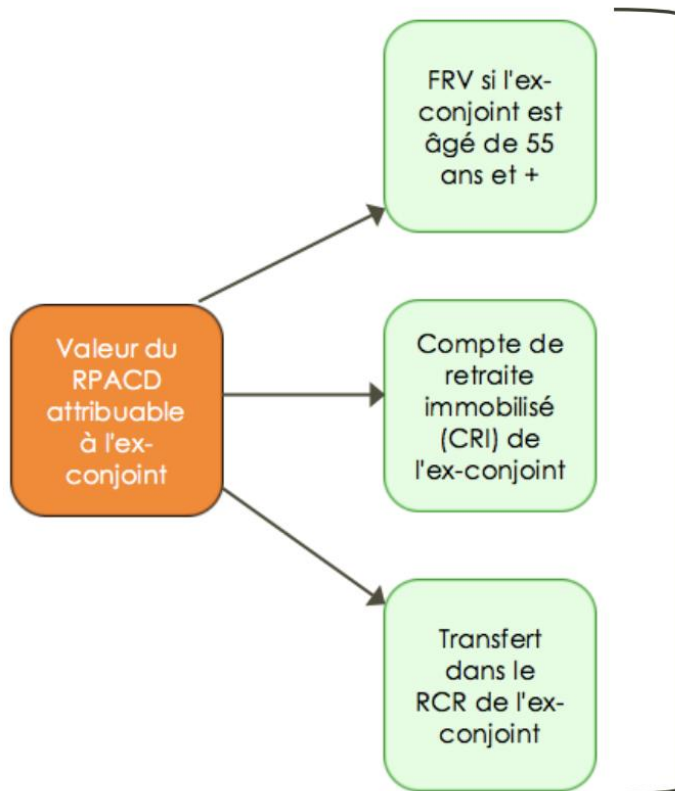 FRV si l'ex-
conjoint est
âgé de 55
ans et +
Valeur du
RPACD
attribuable
à l'ex-
conjoint
Compte de
retraite
immobilisé
(CRI) de
l'ex-conjoint
Transfert
dans le
RCR de l'ex-
conjoint